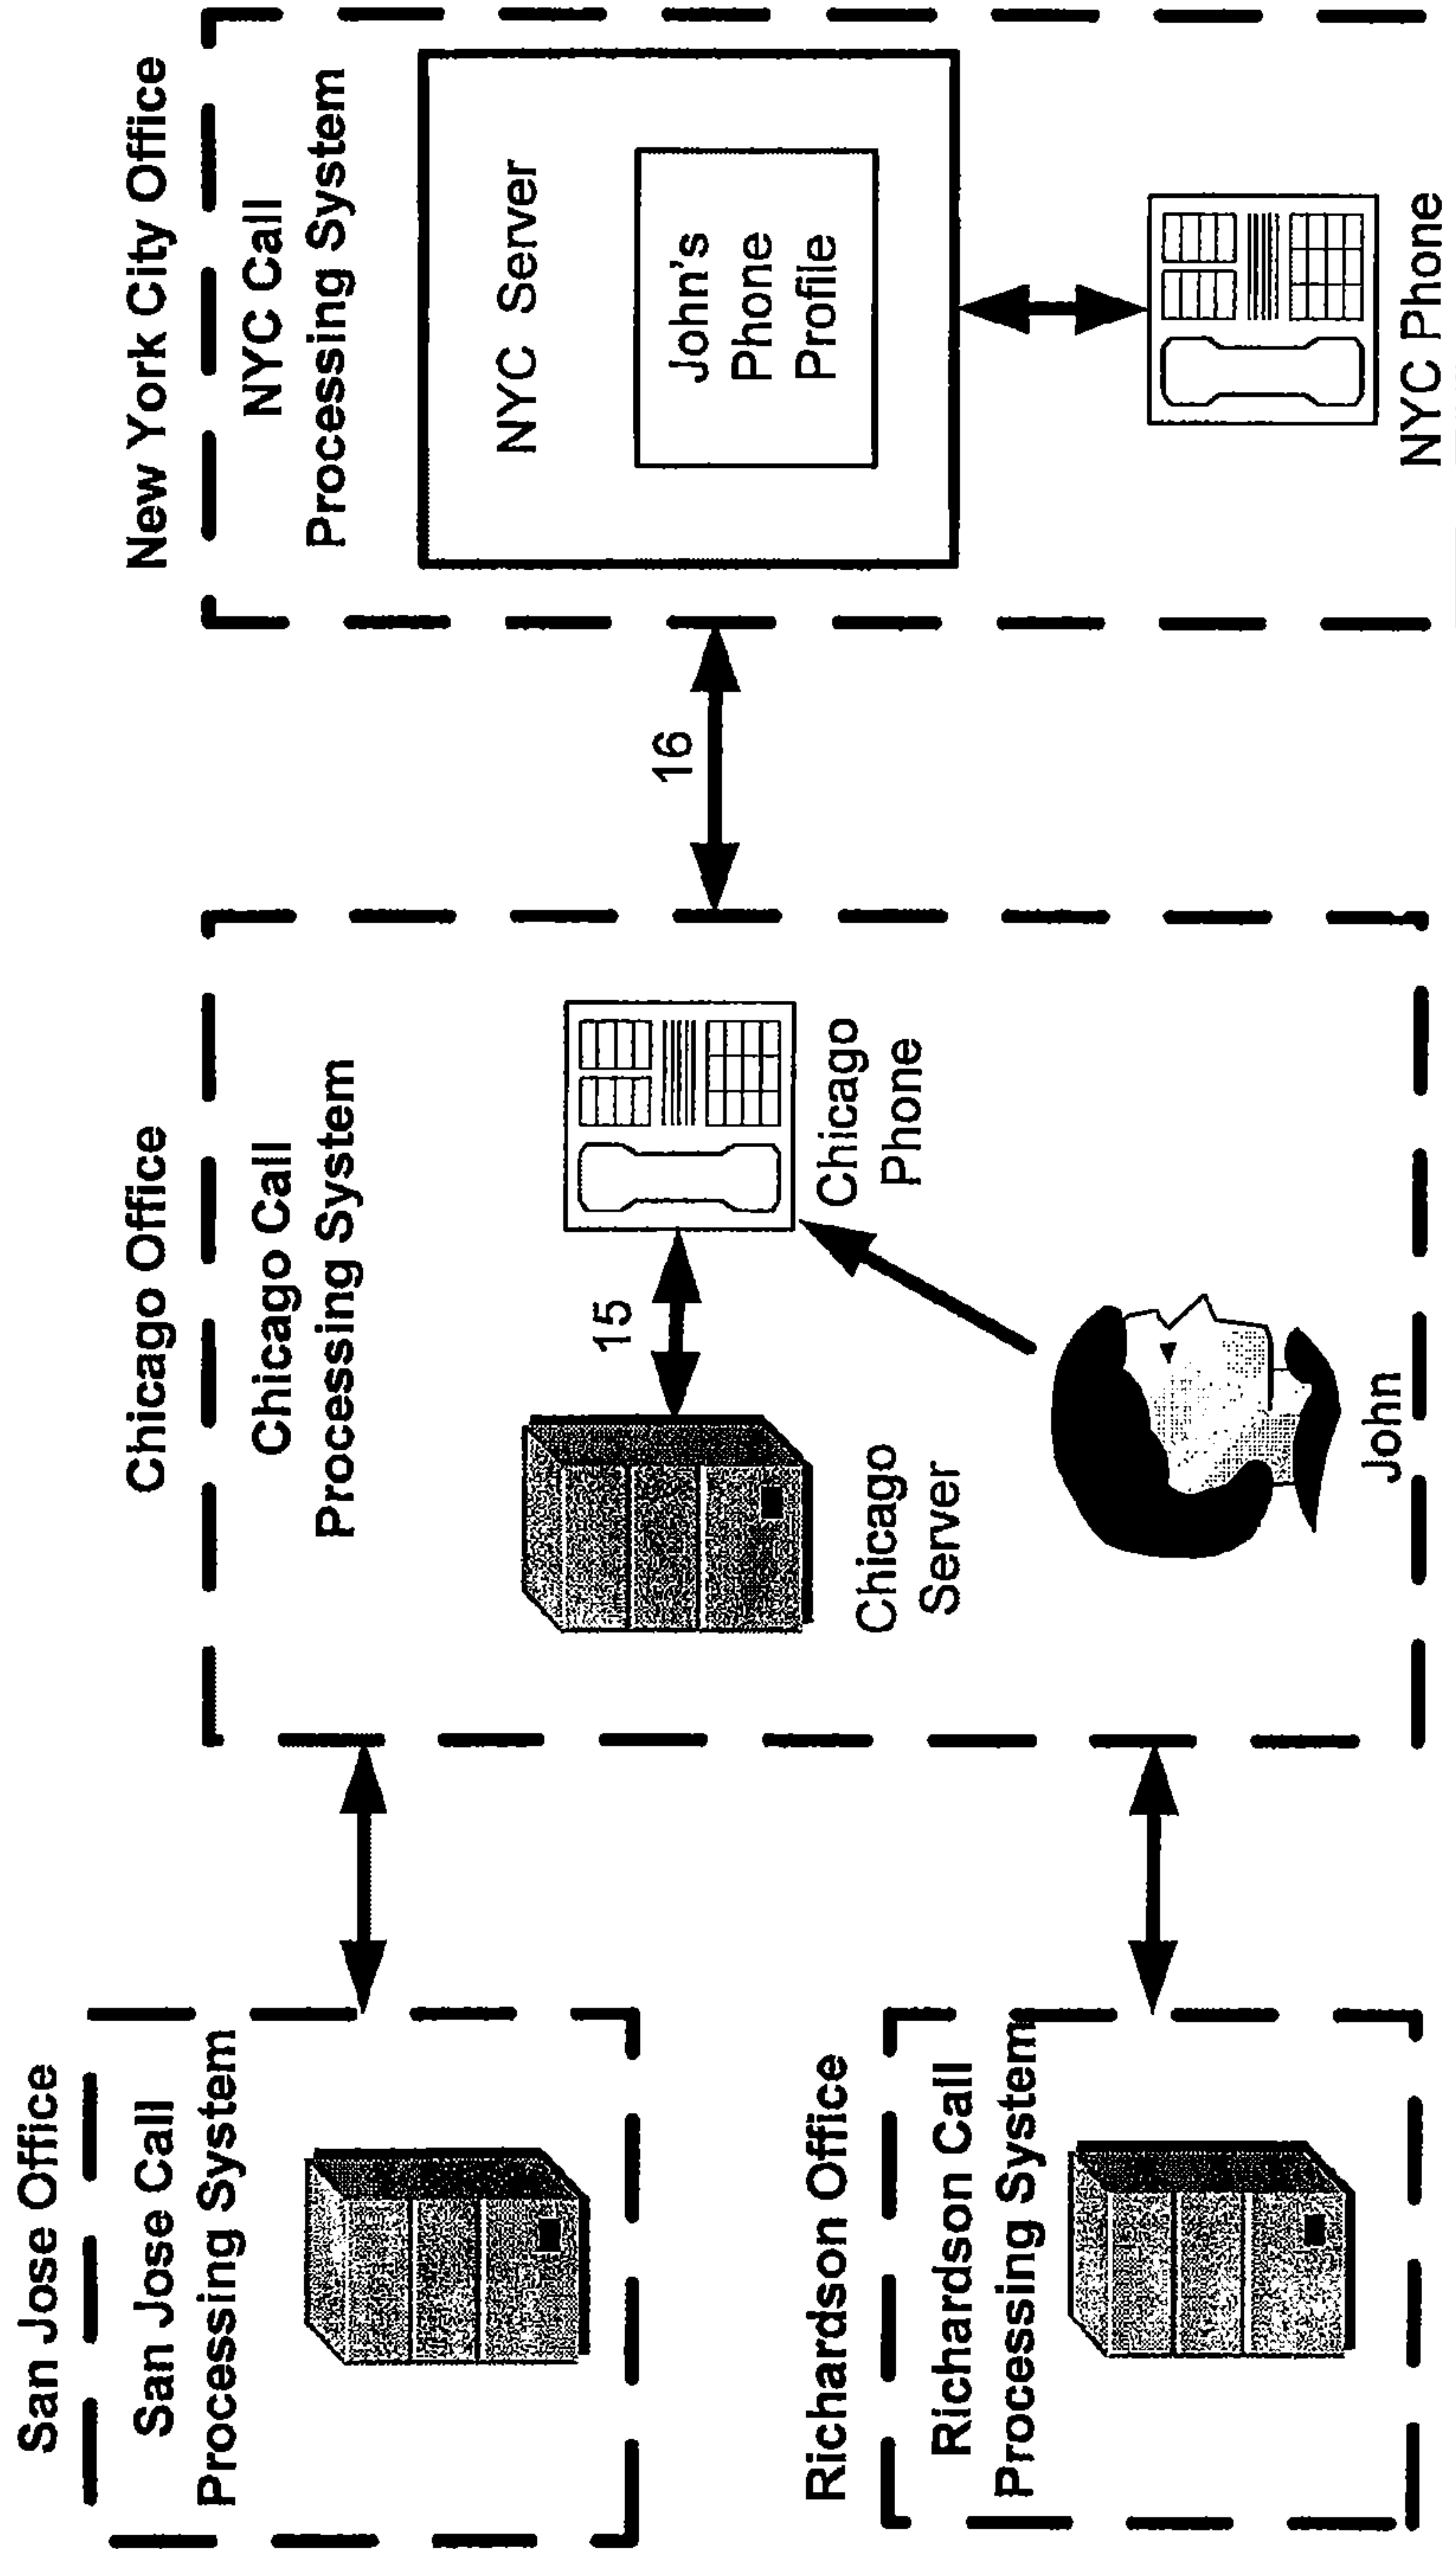 San Jose Office
San Jose Call
Processing System
Richardson Office
Richardson Call
Processing System
Chicago Office
Chicago Call
Processing System
15
Chicago
Server
Chicago
Phone
John
16
New York City Office
NYC Call
Processing System
NYC Server
John's
Phone
Profile
NYC Phone